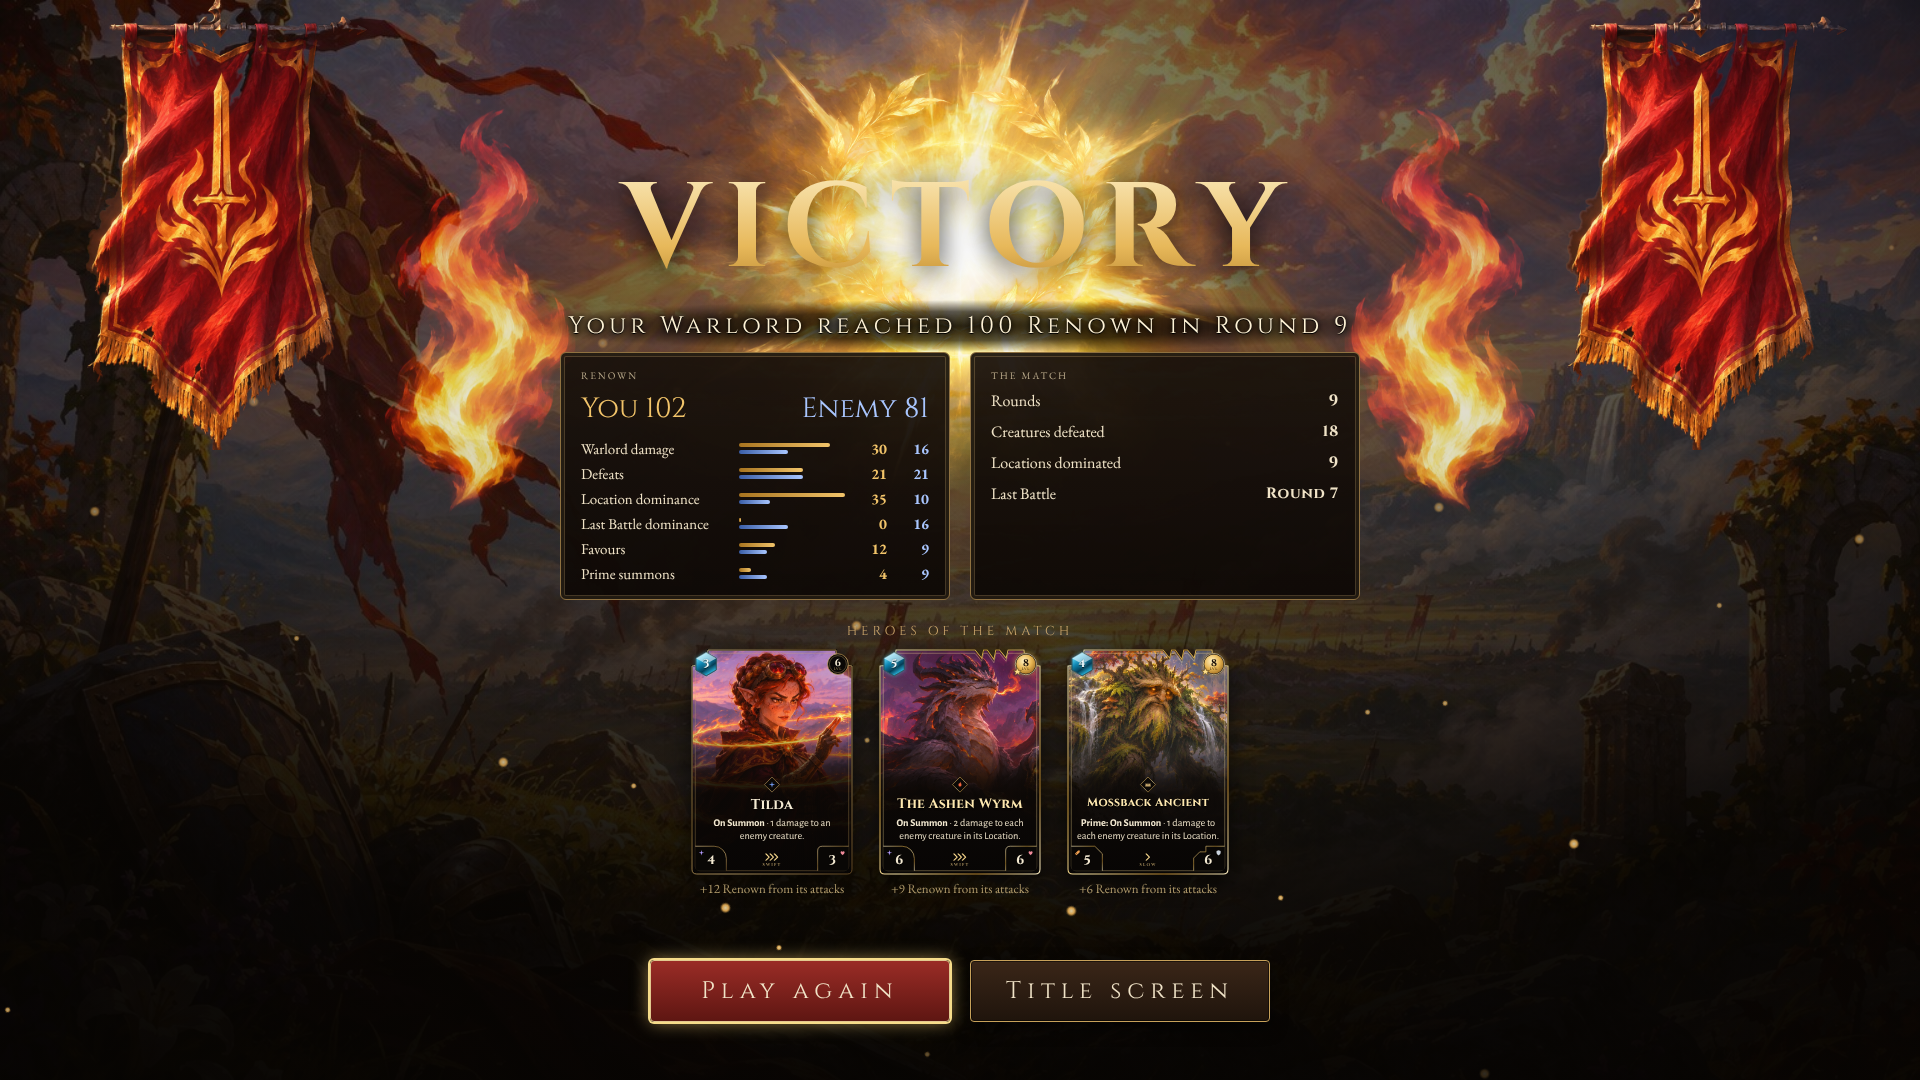 VICTORY
Your Warlord reached 100 Renown in Round 9
RENOWN
You 102 Enemy 81
Warlord damage 30 16
Defeats 21 21
Location dominance 35 10
Last Battle dominance 0 16
Favours 12 9
Prime summons 4 9
THE MATCH
Rounds 9
Creatures defeated 18
Locations dominated 9
Last Battle Round 7
HEROES OF THE MATCH
3 6
Tilda
On Summon · 1 damage to an
enemy creature.
4 SWIFT 3
+12 Renown from its attacks
5 8
The Ashen Wyrm
On Summon · 2 damage to each
enemy creature in its Location.
6 SWIFT 6
+9 Renown from its attacks
4 8
Mossback Ancient
Prime: On Summon · 1 damage to
each enemy creature in its Location.
5 SLOW 6
+6 Renown from its attacks
Play again
Title screen